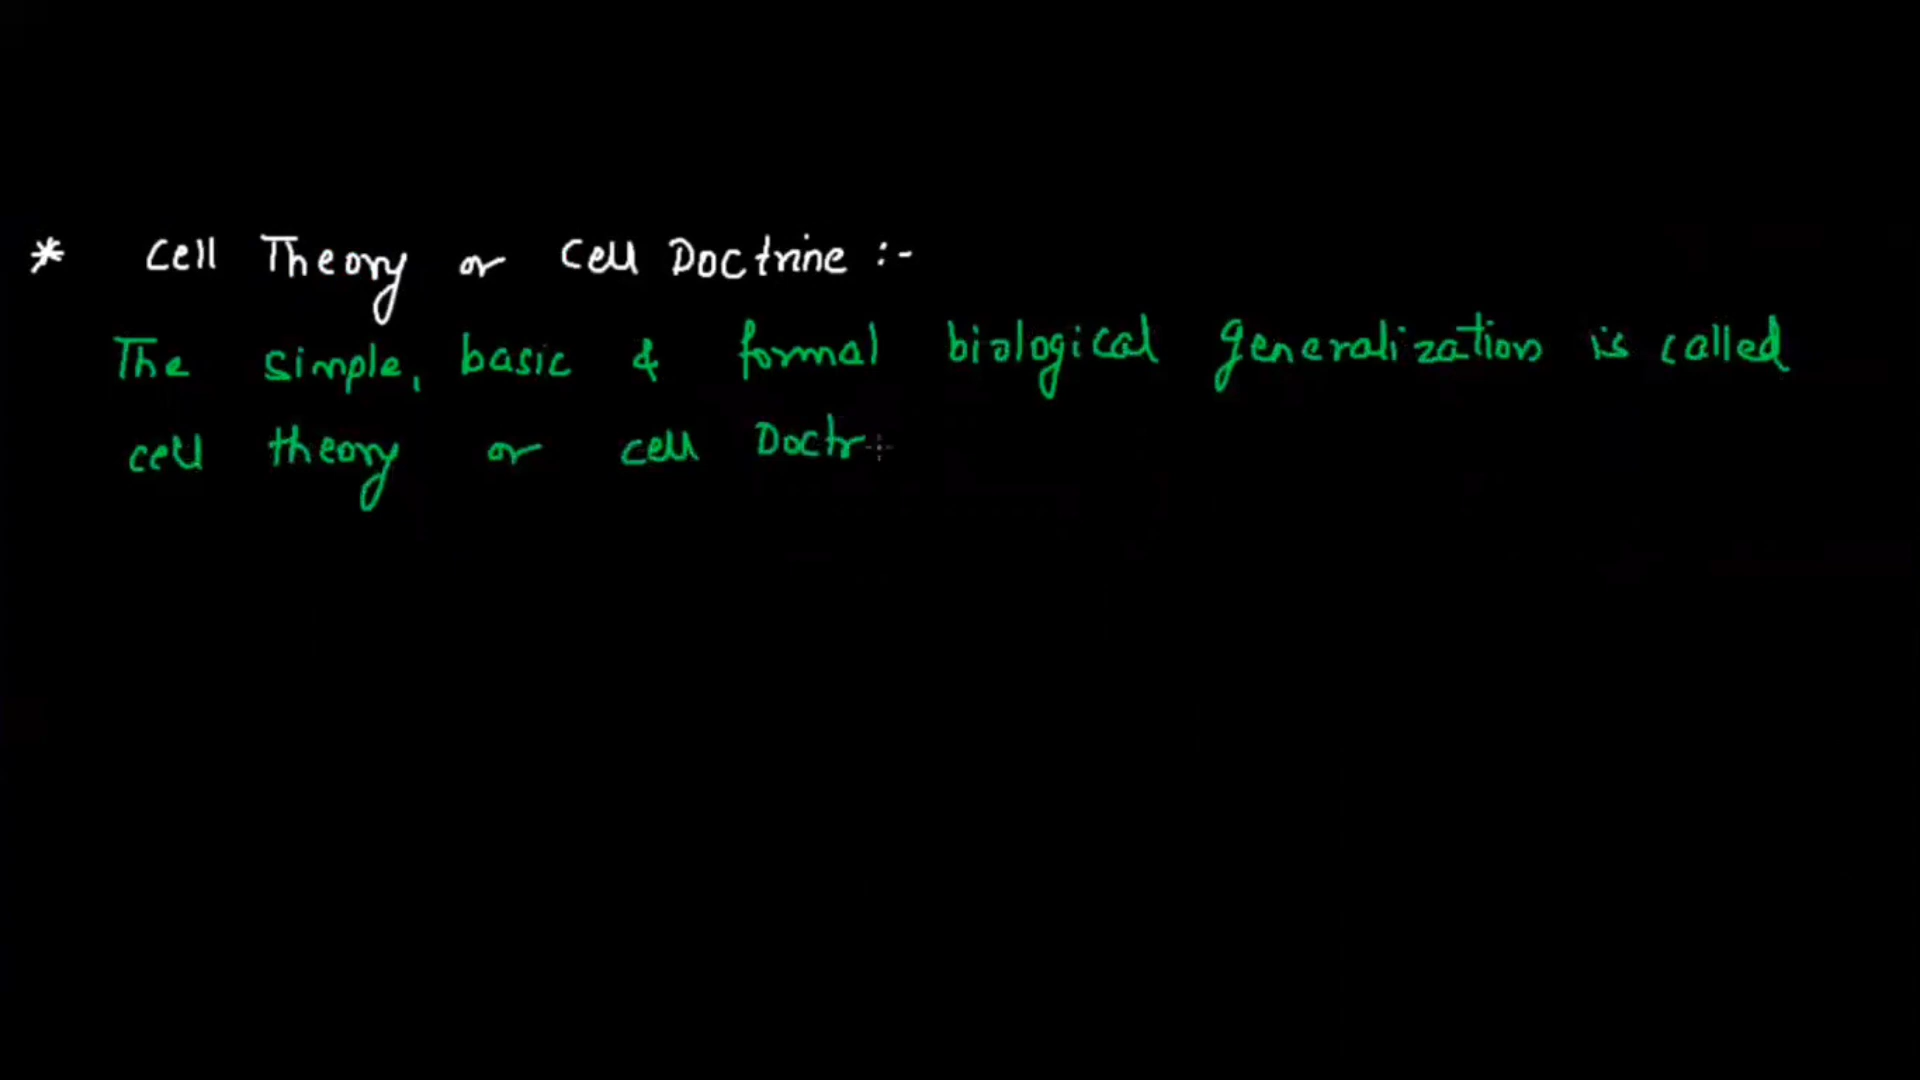 * Cell Theory or Cell Doctrine :-
The simple, basic & formal biological generalization is called
cell theory or cell Doctr